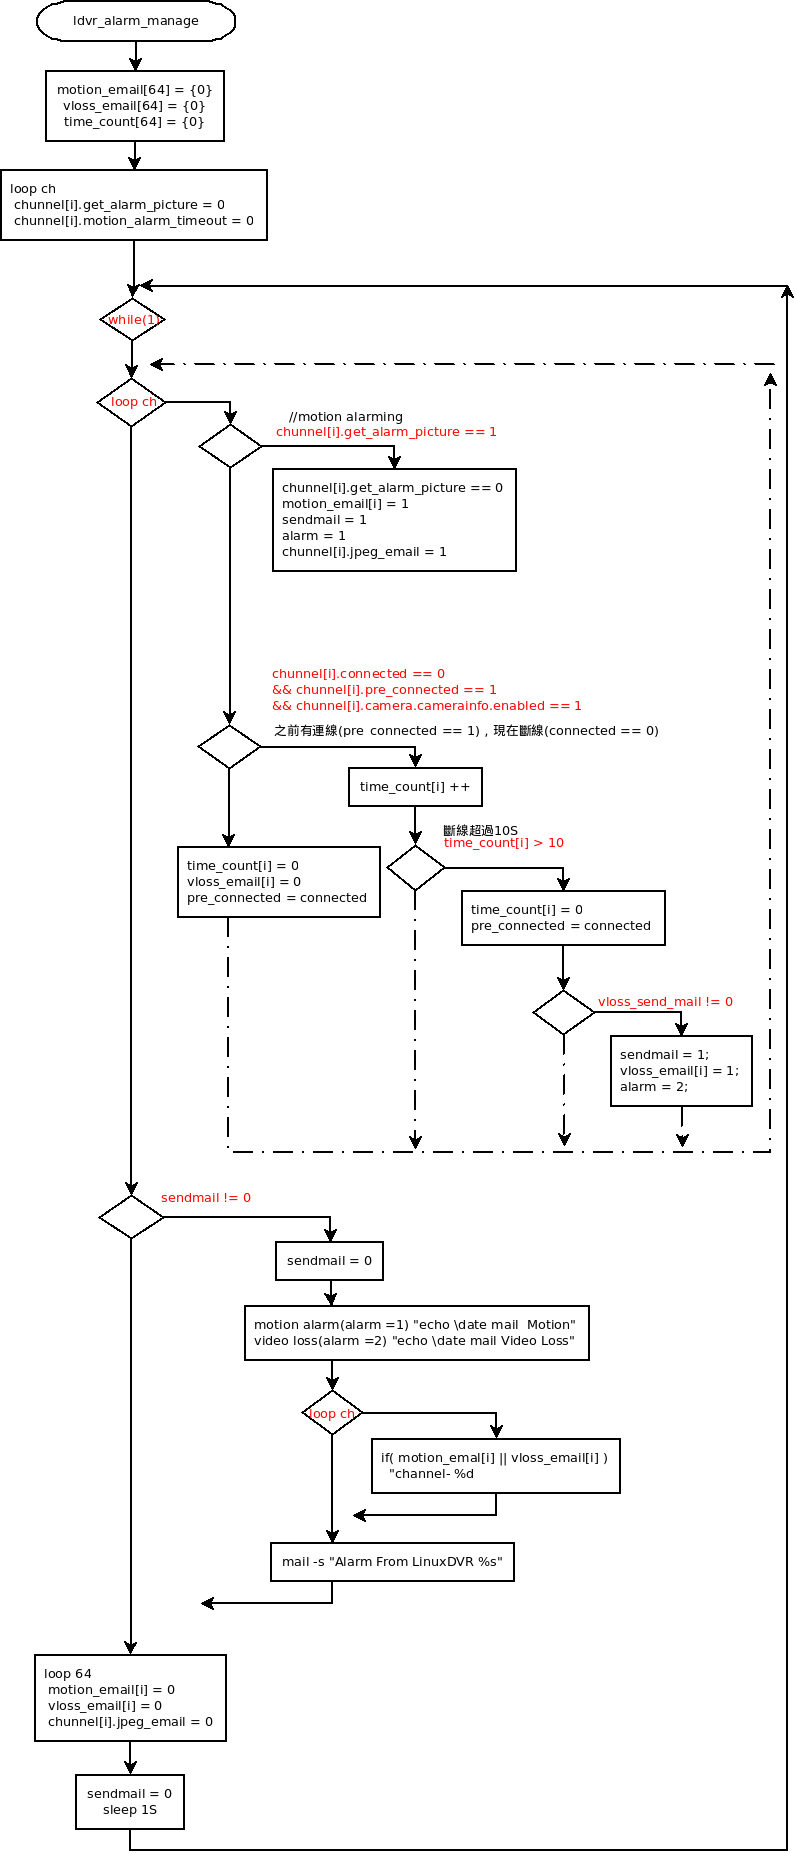 ldvr_alarm_manage
motion_email[64] = {0}
vloss_email[64] = {0}
time_count[64] = {0}
loop ch
chunnel[i].get_alarm_picture = 0
chunnel[i].motion_alarm_timeout = 0
while(1)
loop ch
//motion alarming
chunnel[i].get_alarm_picture == 1
chunnel[i].get_alarm_picture == 0
motion_email[i] = 1
sendmail = 1
alarm = 1
chunnel[i].jpeg_email = 1
chunnel[i].connected == 0
&& chunnel[i].pre_connected == 1
&& chunnel[i].camera.camerainfo.enabled == 1
之前有連線(pre_connected == 1) , 現在斷線(connected == 0)
time_count[i] ++
斷線超過10S
time_count[i] > 10
time_count[i] = 0
vloss_email[i] = 0
pre_connected = connected
time_count[i] = 0
pre_connected = connected
vloss_send_mail != 0
sendmail = 1;
vloss_email[i] = 1;
alarm = 2;
sendmail != 0
sendmail = 0
motion alarm(alarm =1) "echo \date mail  Motion"
video loss(alarm =2) "echo \date mail Video Loss"
loop ch
if( motion_emal[i] || vloss_email[i] )
"channel- %d
mail -s "Alarm From LinuxDVR %s"
loop 64
motion_email[i] = 0
vloss_email[i] = 0
chunnel[i].jpeg_email = 0
sendmail = 0
sleep 1S